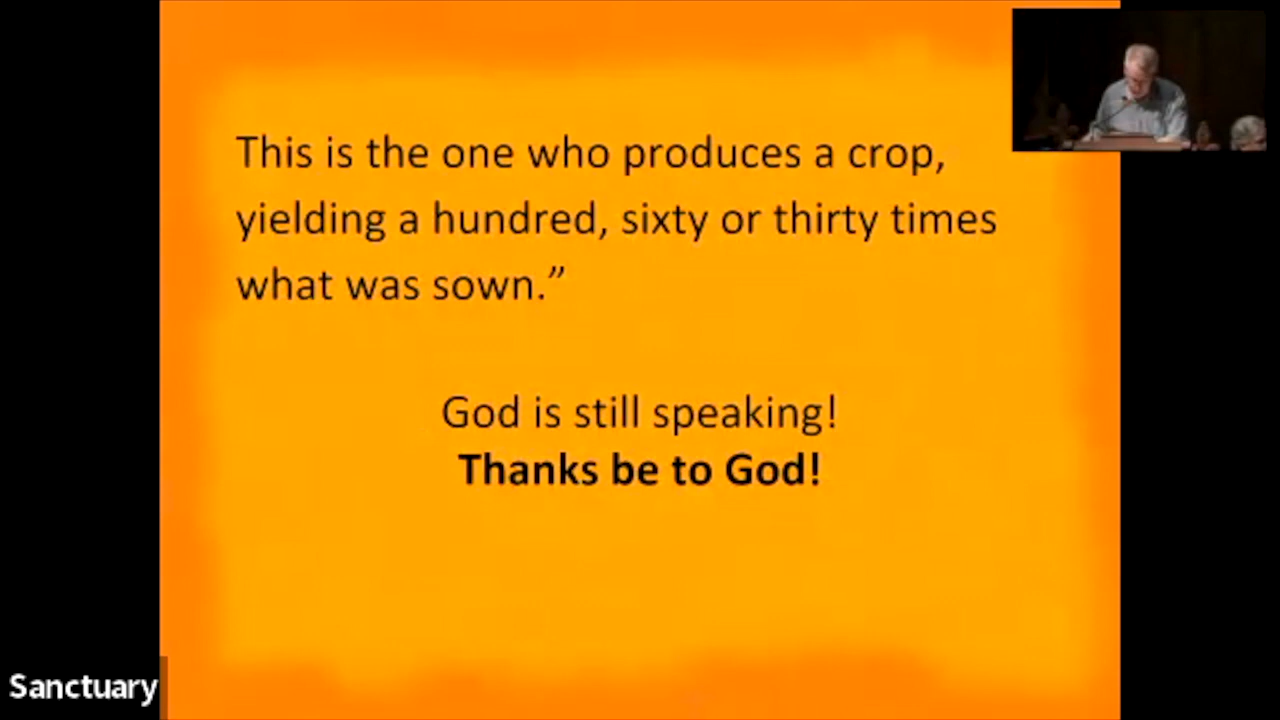 This is the one who produces a crop,
yielding a hundred, sixty or thirty times
what was sown.”
God is still speaking!
Thanks be to God!
Sanctuary